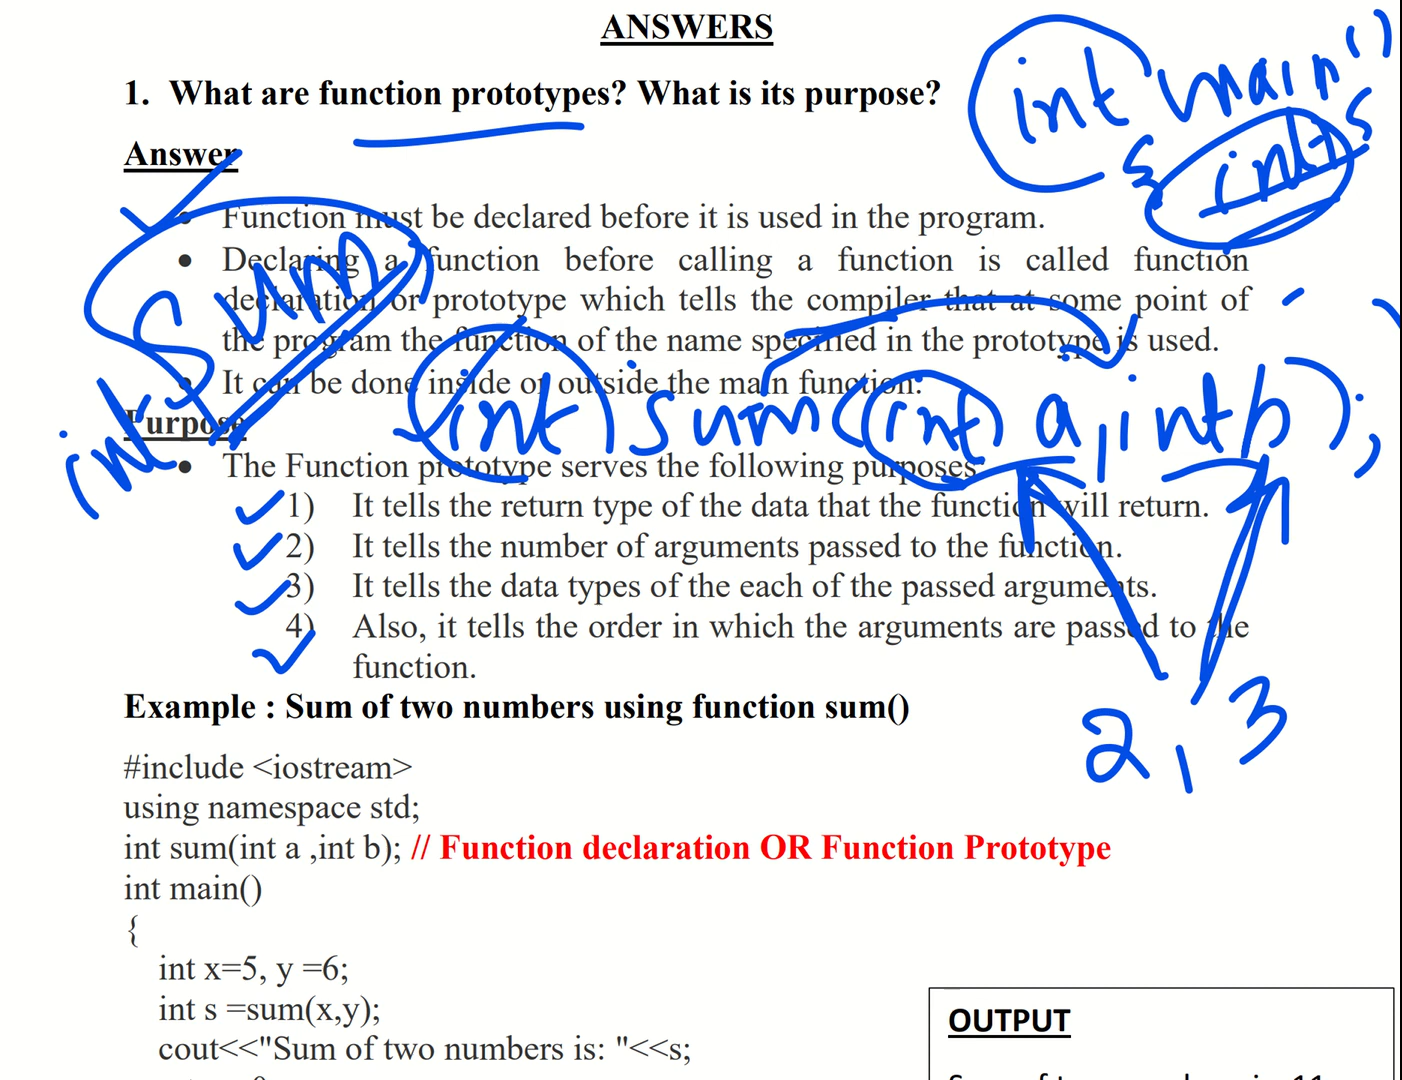 ANSWERS
1. What are function prototypes? What is its purpose?
int main()
Answer
{ int s
Function must be declared before it is used in the program.
sum
Declaring a function before calling a function is called function
declaration or prototype which tells the compiler that at some point of
the program the function of the name specified in the prototype is used.
It can be done inside or outside the main function.
int sum(int a, int b);
Purpose
int
The Function prototype serves the following purposes:
1) It tells the return type of the data that the function will return.
2) It tells the number of arguments passed to the function.
3) It tells the data types of the each of the passed arguments.
4) Also, it tells the order in which the arguments are passed to the
function.
2, 3
Example : Sum of two numbers using function sum()
#include <iostream>
using namespace std;
int sum(int a ,int b); // Function declaration OR Function Prototype
int main()
{
int x=5, y =6;
int s =sum(x,y);
cout<<"Sum of two numbers is: "<<s;
OUTPUT